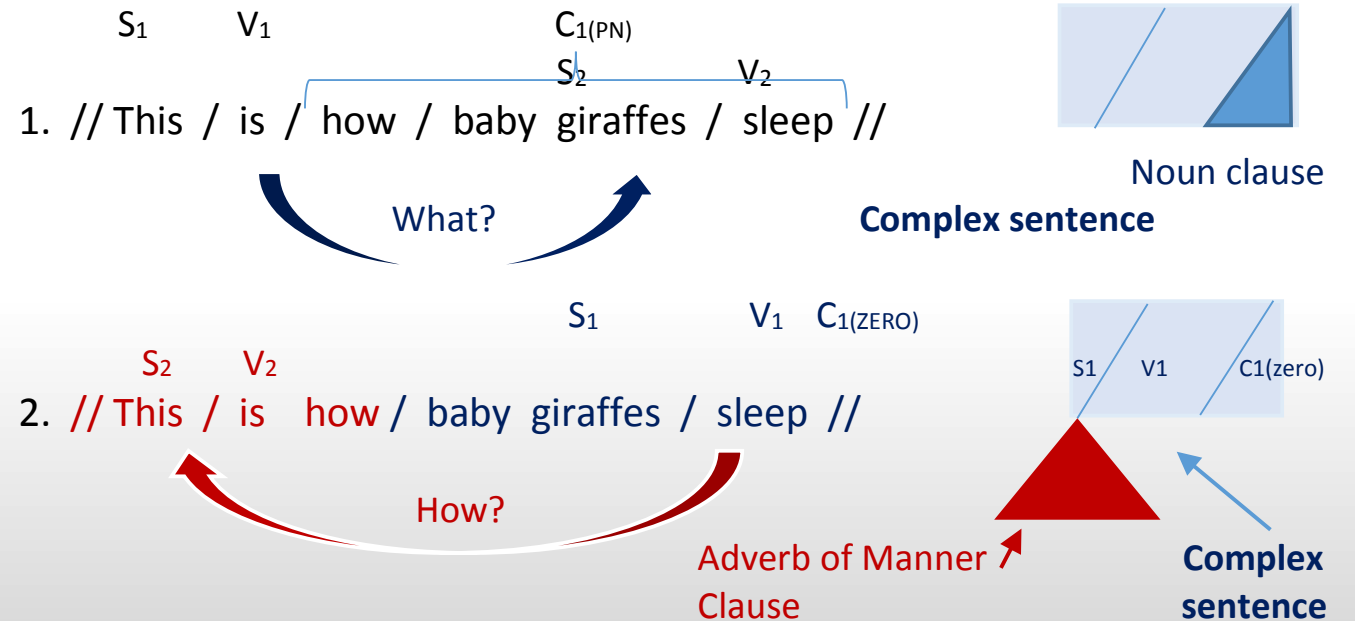 S₁ V₁ C₁(PN)
S₂ V₂
1. // This / is / how / baby giraffes / sleep //
Noun clause
What?
Complex sentence
S₁ V₁ C₁(ZERO)
S₂ V₂
S1 V1 C1(zero)
2. // This / is how / baby giraffes / sleep //
How?
Adverb of Manner
Clause
Complex
sentence